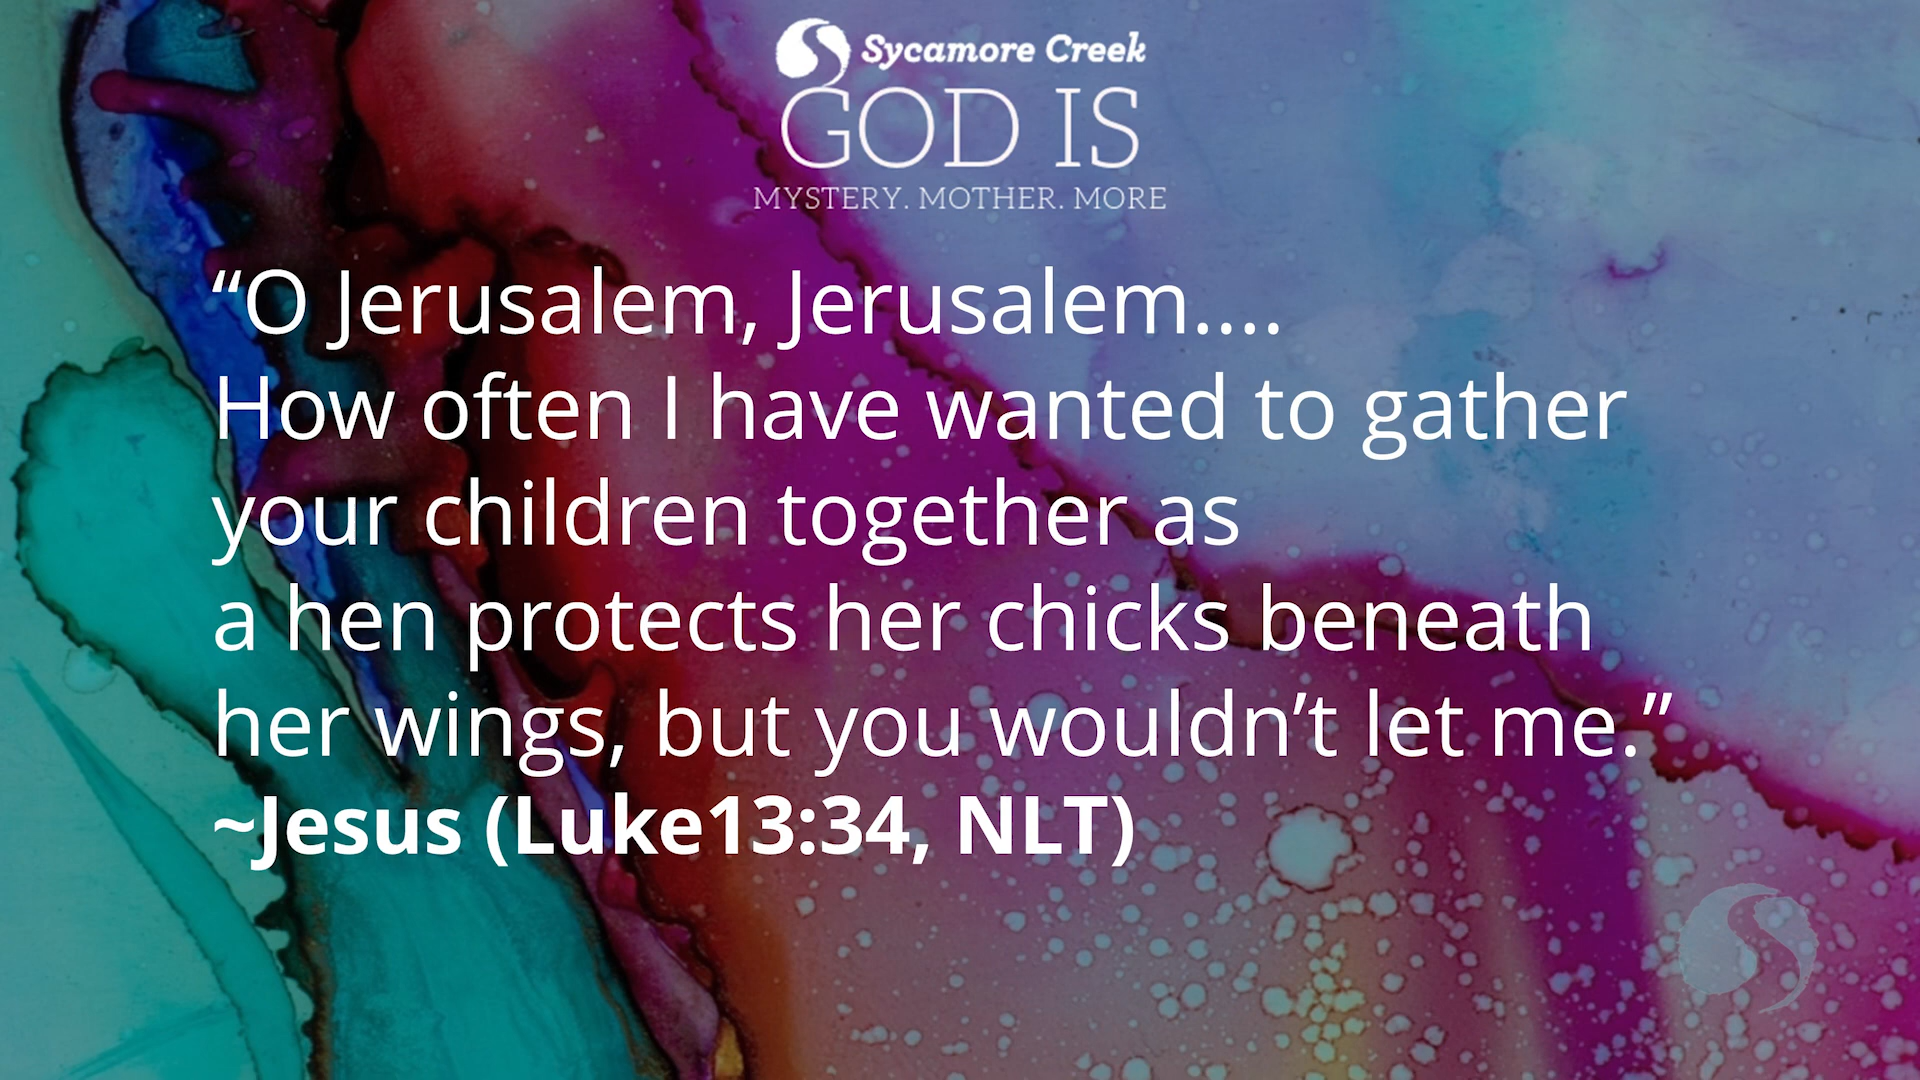 Sycamore Creek
GOD IS
MYSTERY. MOTHER. MORE
“O Jerusalem, Jerusalem....
How often I have wanted to gather
your children together as
a hen protects her chicks beneath
her wings, but you wouldn’t let me.”
~Jesus (Luke13:34, NLT)